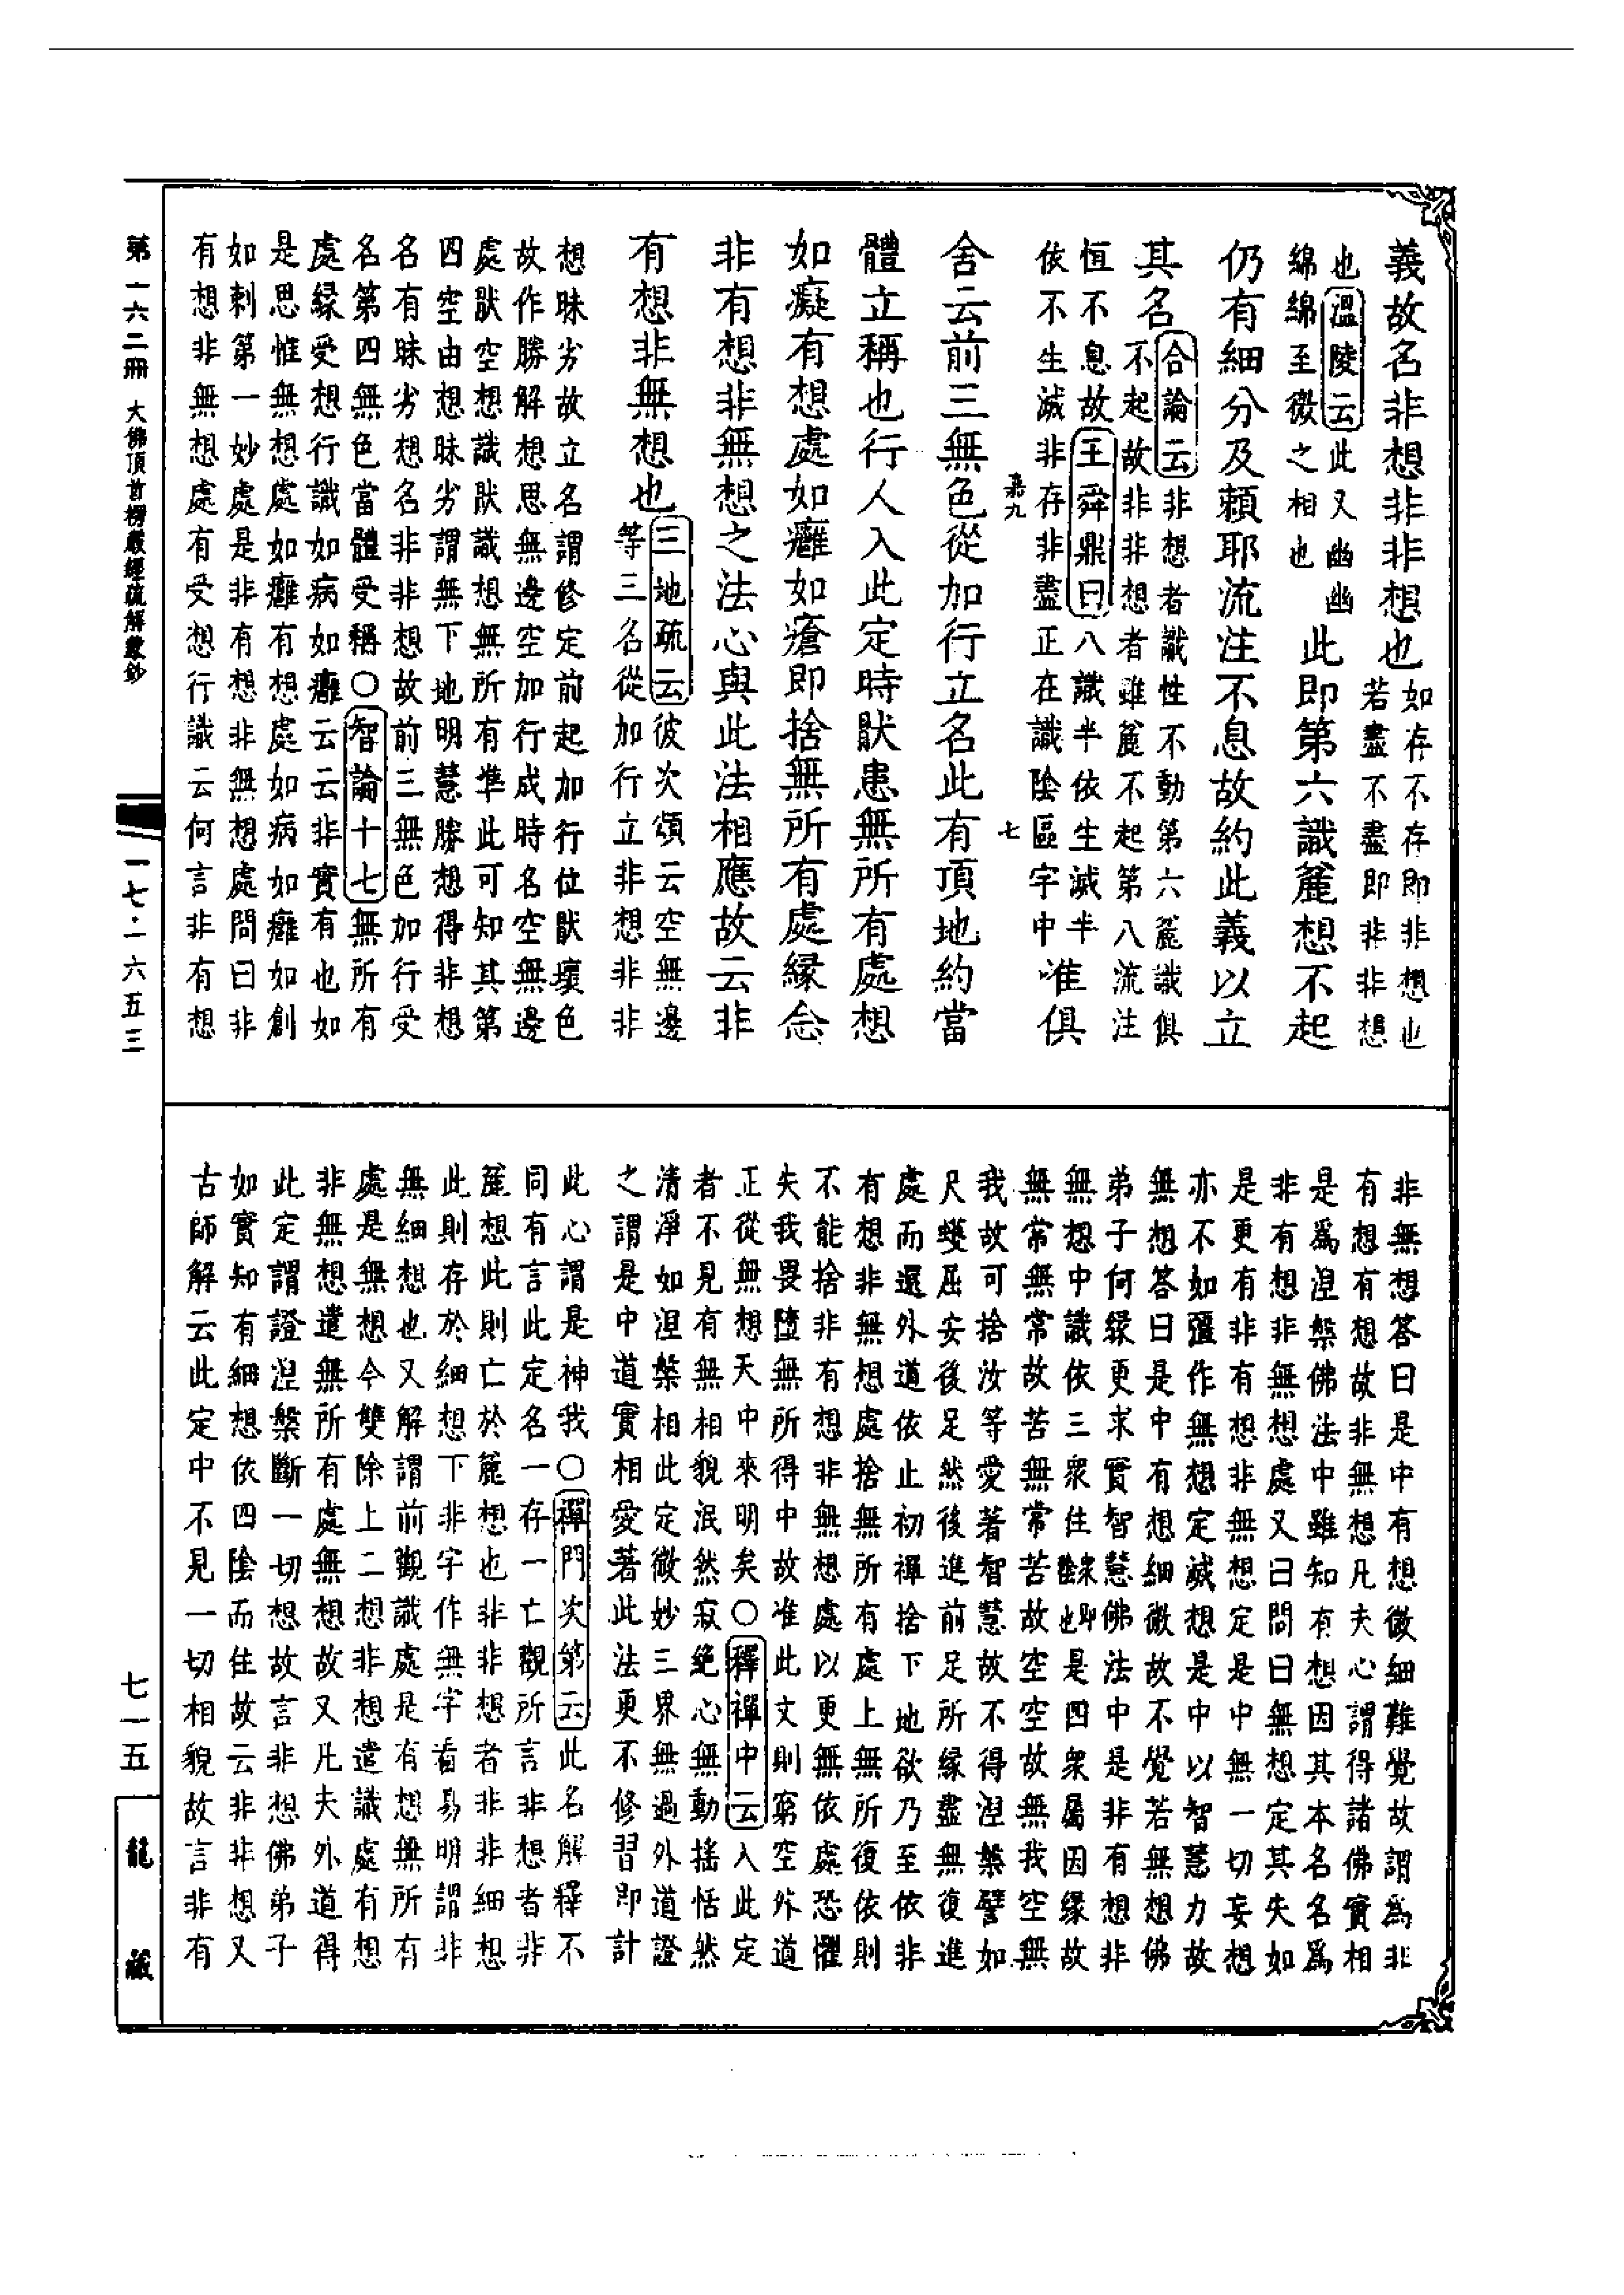 義故名非想非非想也如存不存即非想也
若盡不盡即非非想
也溫陵云此又幽幽
綿綿至微之相也
此即第六識麄想不起
仍有細分及賴耶流注不息故約此義以立
其名
合論云非想者識性不動第六麄識俱
不起故非非想者雖麄不起第八流注
恒不息故王舜鼎曰八識半依生滅半
依不生滅非存非盡正在識陰區宇中
唯俱
舍云前三無色從加行立名此有頂地約當
體立稱也行人入此定時猒患無所有處想
如癡有想處如癰如瘡即捨無所有處緣念
非有想非無想之法心與此法相應故云非
有想非無想也
三地疏云彼次頌云空無邊
等三名從加行立非想非非
想昧劣故立名謂修定前起加行位猒壞色
故作勝解想思無邊空加行成時名空無邊
處猒空想識猒識想無所有準此可知其第
四空由想昧劣謂無下地明慧勝想得非想
名有昧劣想名非非想故前三無色加行受
名第四無色當體受稱〇智論十七無所有
處緣受想行識如病如癰云云非實有也如
是思惟無想處如癰有想處如病如癰如創
如刺第一妙處是非有想非無想處問曰非
有想非無想處有受想行識云何言非有想
嘉九
七
非無想答曰是中有想微細難覺故謂為非
有想有想故非無想凡夫心謂得諸佛實相
是爲涅槃佛法中雖知有想因其本名名爲
非有想非無想處又曰問曰無想定其失如
是更有非有想非無想定是中無一切妄想
亦不如彊作無想定滅想是中以智慧力故
無想答曰是中有想細微故不覺若無想佛
弟子何緣更求實智慧佛法中是非有想非
無想中識依三衆住衆即蘊也是四衆屬因緣故
無常無常故苦無常苦故空空故無我空無
我故可捨汝等愛著智慧故不得涅槃譬如
尺蠖屈安後足然後進前足所緣盡無復進
處而還外道依止初禪捨下地欲乃至依非
有想非無想處捨無所有處上無所復依則
不能捨非有想非無想處以更無依處恐懼
失我畏墮無所得中故准此文則窮空外道
正從無想天中來明矣〇釋禪中云入此定
者不見有無相貌泯然寂絕心無動搖恬然
清淨如涅槃相此定微妙三界無過外道證
之謂是中道實相愛著此法更不修習即計
此心謂是神我〇禪門次第云此名解釋不
同有言此定名一存一亡觀所言非想者非
麄想此則亡於麄想也非非想者非非細想
此則存於細想下非字作無字看易明謂非
無細想也又解謂前觀識處是有想無所有
處是無想今雙除上二想非想遣識處有想
非無想遣無所有處無想故又凡夫外道得
此定謂證涅槃斷一切想故言非想佛弟子
如實知有細想依四陰而住故云非非想又
古師解云此定中不見一切相貌故言非有
第一六二冊 大佛頂首楞嚴經疏解蒙鈔
一七·一六五三
七一五
龍藏